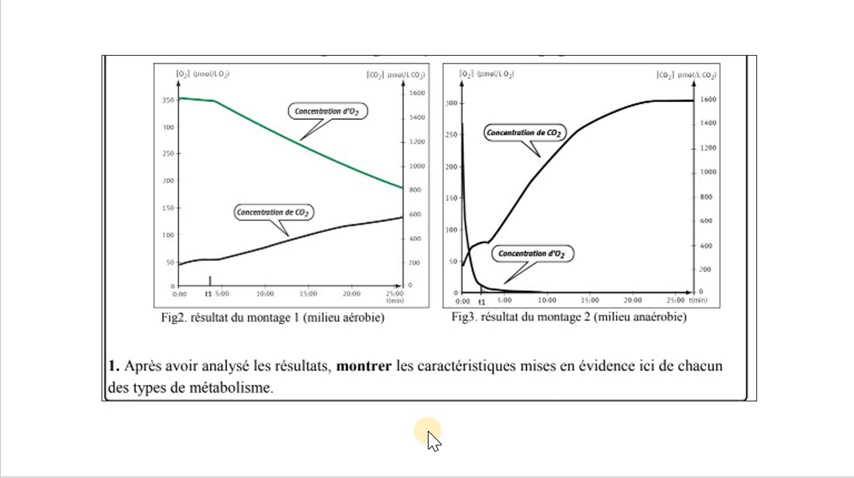 [O2] (µmol/L O2)
[CO2] µmol/L CO2)
350
300
250
200
150
100
50
0
1600
1400
1200
1000
800
600
400
200
0
Concentration d'O2
Concentration de CO2
0:00 t1 5:00 10:00 15:00 20:00 25:00
t(min)
Fig2. résultat du montage 1 (milieu aérobie)
[O2] (µmol/L O2)
[CO2] µmol/L CO2)
300
250
200
150
100
50
0
1600
1400
1200
1000
800
600
400
200
0
Concentration de CO2
Concentration d'O2
0:00 t1 5:00 10:00 15:00 20:00 25:00 t(min)
Fig3. résultat du montage 2 (milieu anaérobie)
1. Après avoir analysé les résultats, montrer les caractéristiques mises en évidence ici de chacun
des types de métabolisme.